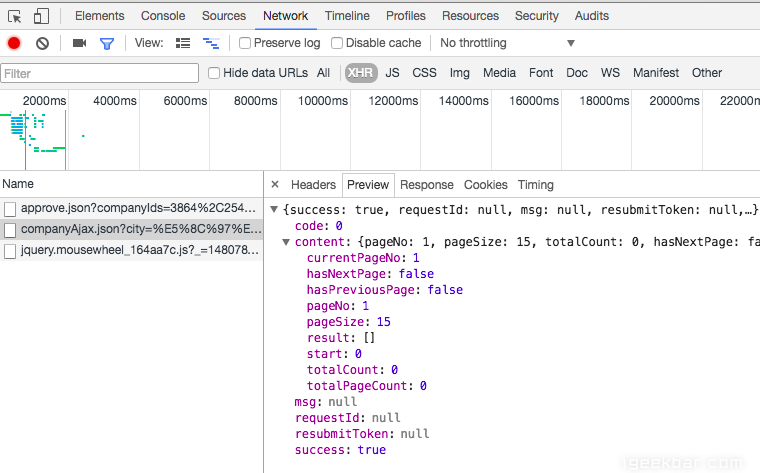 Elements Console Sources Network Timeline Profiles Resources Security Audits
View: Preserve log Disable cache No throttling
Filter Hide data URLs All XHR JS CSS Img Media Font Doc WS Manifest Other
2000ms 4000ms 6000ms 8000ms 10000ms 12000ms 14000ms 16000ms 18000ms 20000ms 22000ms
Name × Headers Preview Response Cookies Timing
approve.json?companyIds=3864%2C254...
companyAjax.json?city=%E5%8C%97%E...
jquery.mousewheel_164aa7c.js?_=148078...
{success: true, requestId: null, msg: null, resubmitToken: null,…}
code: 0
content: {pageNo: 1, pageSize: 15, totalCount: 0, hasNextPage: fa
currentPageNo: 1
hasNextPage: false
hasPreviousPage: false
pageNo: 1
pageSize: 15
result: []
start: 0
totalCount: 0
totalPageCount: 0
msg: null
requestId: null
resubmitToken: null
success: true
igeekbar.com